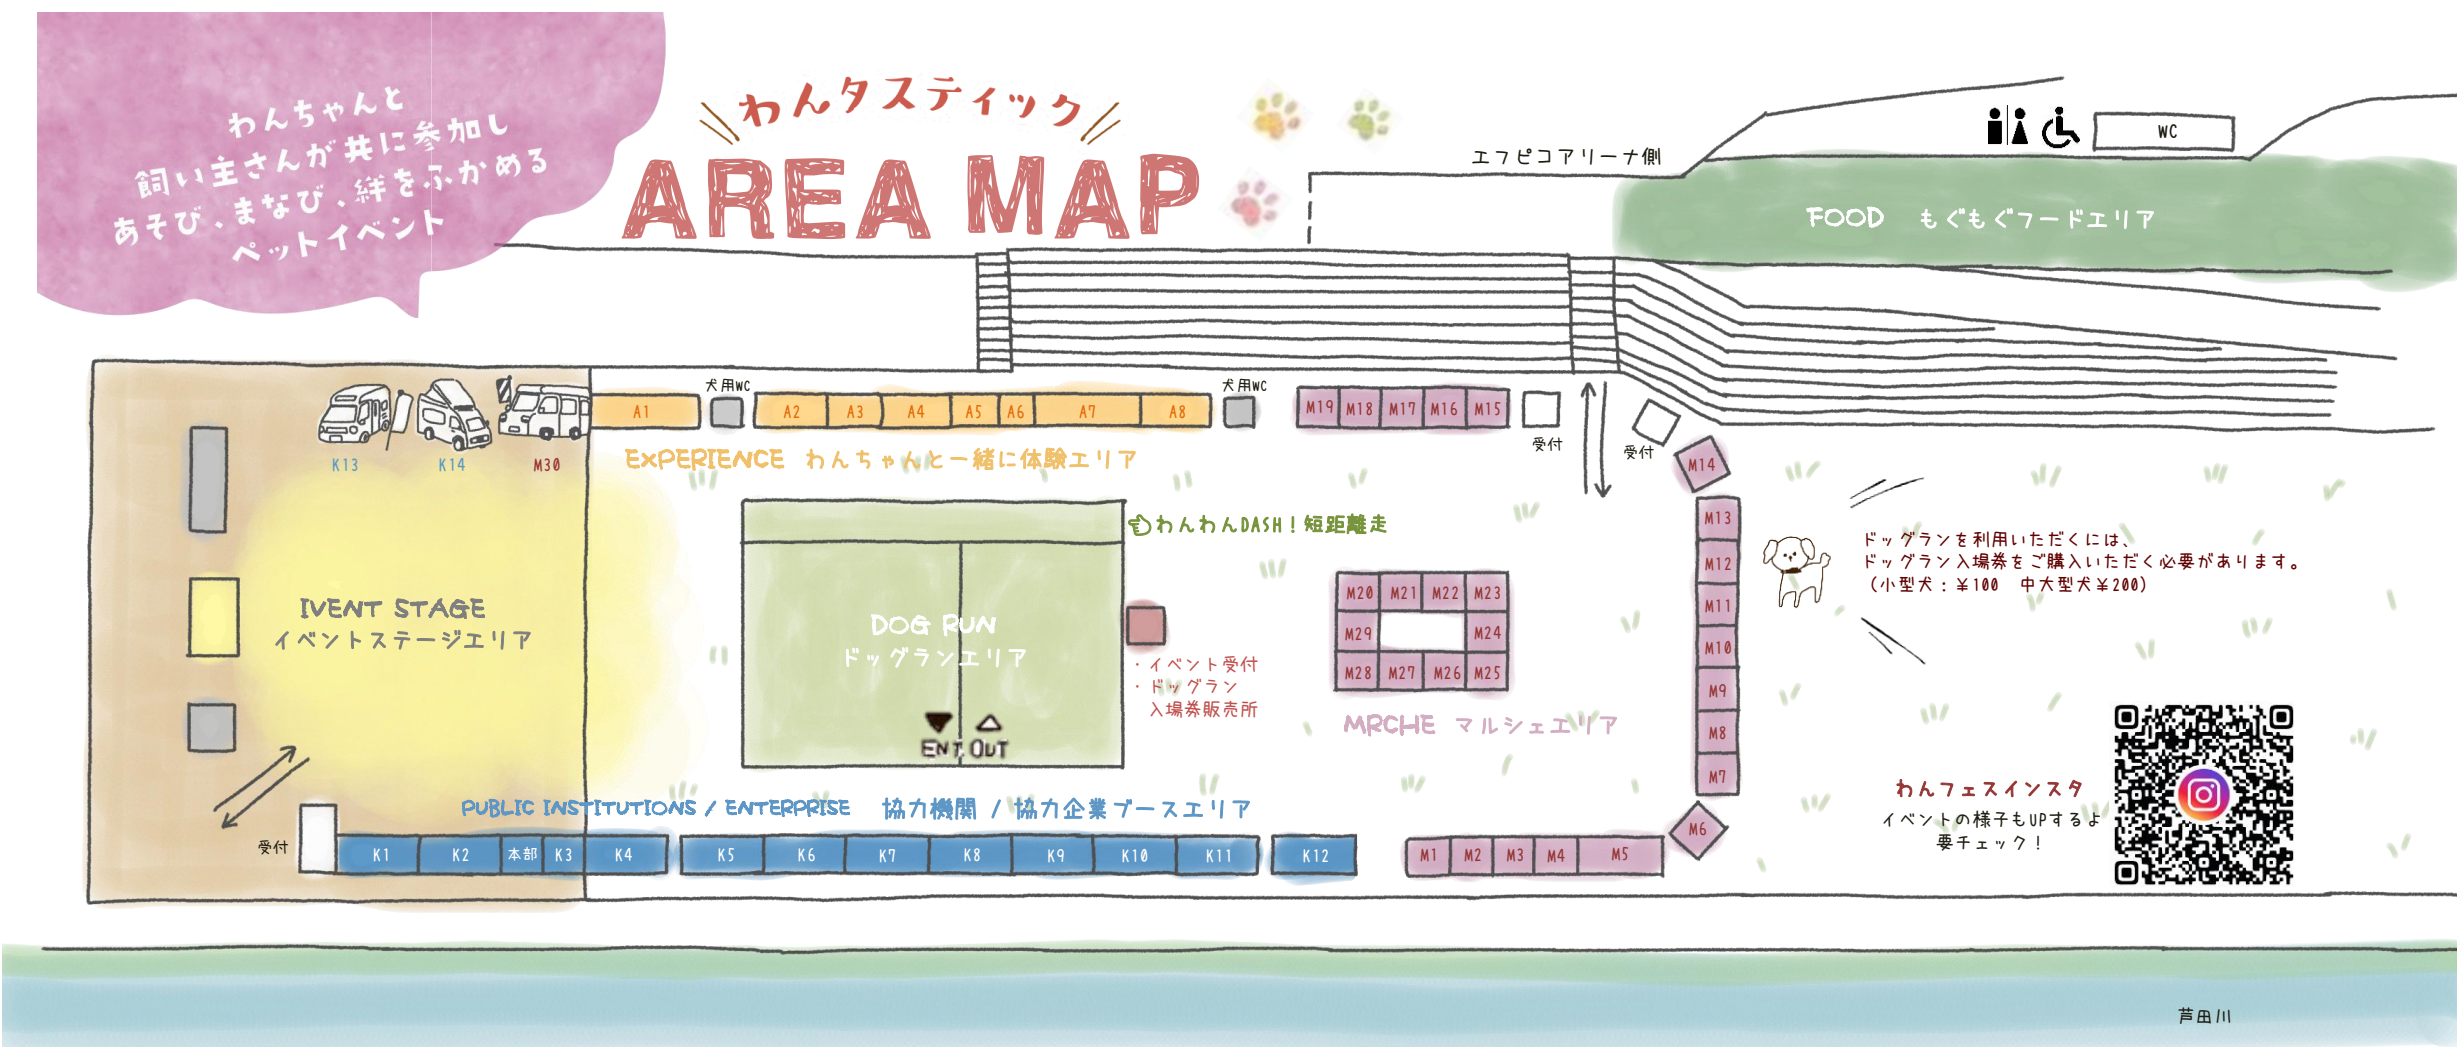 わんちゃんと
飼い主さんが共に参加し
あそび、まなび、絆をふかめる
ペットイベント
わんタスティック
AREA MAP
エフピコアリーナ側
WC
FOOD もぐもぐフードエリア
K13
K14
M30
A1
犬用WC
A2
A3
A4
A5
A6
A7
A8
犬用WC
M19
M18
M17
M16
M15
受付
受付
M14
EXPERIENCE わんちゃんと一緒に体験エリア
わんわんDASH！短距離走
M13
M12
M11
M10
M9
M8
M7
M6
ドッグランを利用いただくには、
ドッグラン入場券をご購入いただく必要があります。
（小型犬：￥100　中大型犬￥200）
IVENT STAGE
イベントステージエリア
DOG RUN
ドッグランエリア
ENT OUT
・イベント受付
・ドッグラン
入場券販売所
M20
M21
M22
M23
M29
M24
M28
M27
M26
M25
MRCHE マルシェエリア
PUBLIC INSTITUTIONS / ENTERPRISE 協力機関 / 協力企業ブースエリア
受付
K1
K2
本部
K3
K4
K5
K6
K7
K8
K9
K10
K11
K12
M1
M2
M3
M4
M5
わんフェスインスタ
イベントの様子もUPするよ
要チェック！
芦田川